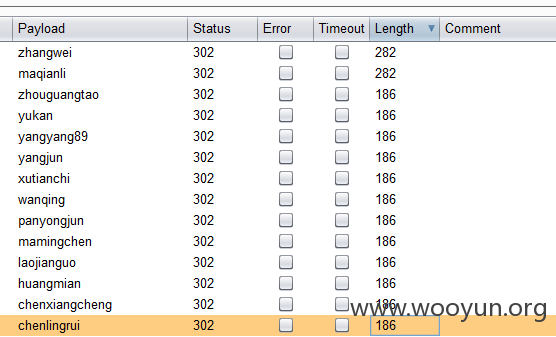 Payload Status Error Timeout Length Comment
zhangwei 302 282
maqianli 302 282
zhouguangtao 302 186
yukan 302 186
yangyang89 302 186
yangjun 302 186
xutianchi 302 186
wanqing 302 186
panyongjun 302 186
mamingchen 302 186
laojianguo 302 186
huangmian 302 186
chenxiangcheng 302 186
www.wooyun.org
chenlingrui 302 186